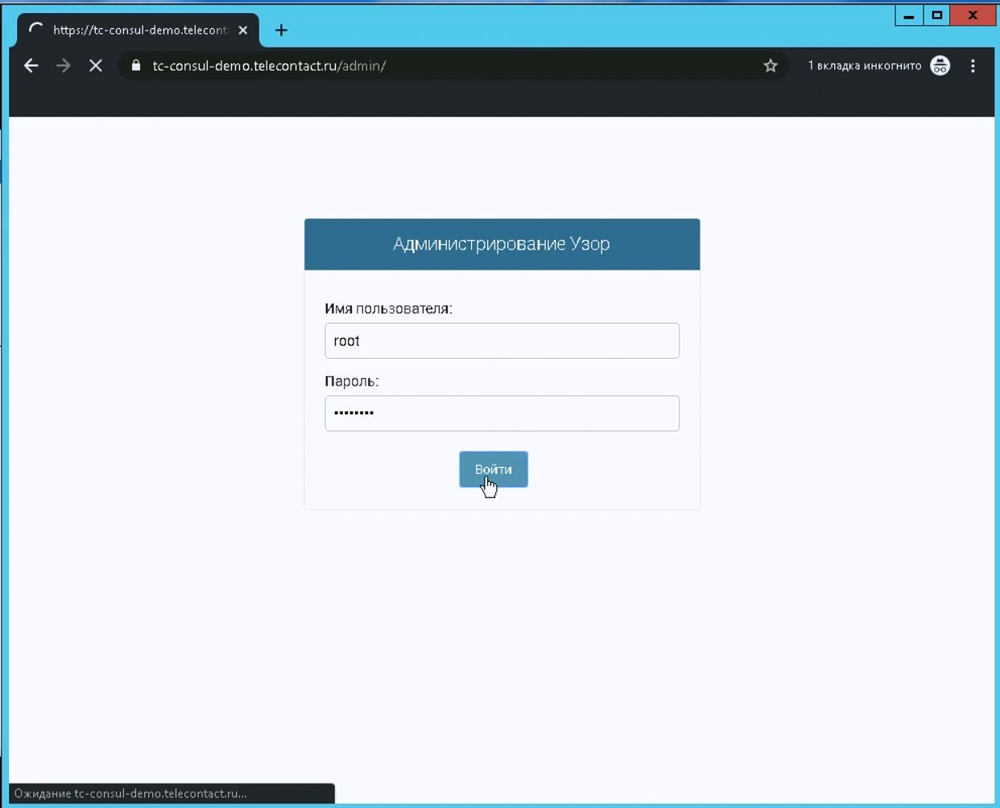 https://tc-consul-demo.telecont
tc-consul-demo.telecontact.ru/admin/
1 вкладка инкогнито
Администрирование Узор
Имя пользователя:
root
Пароль:
••••••••
Войти
Ожидание tc-consul-demo.telecontact.ru...